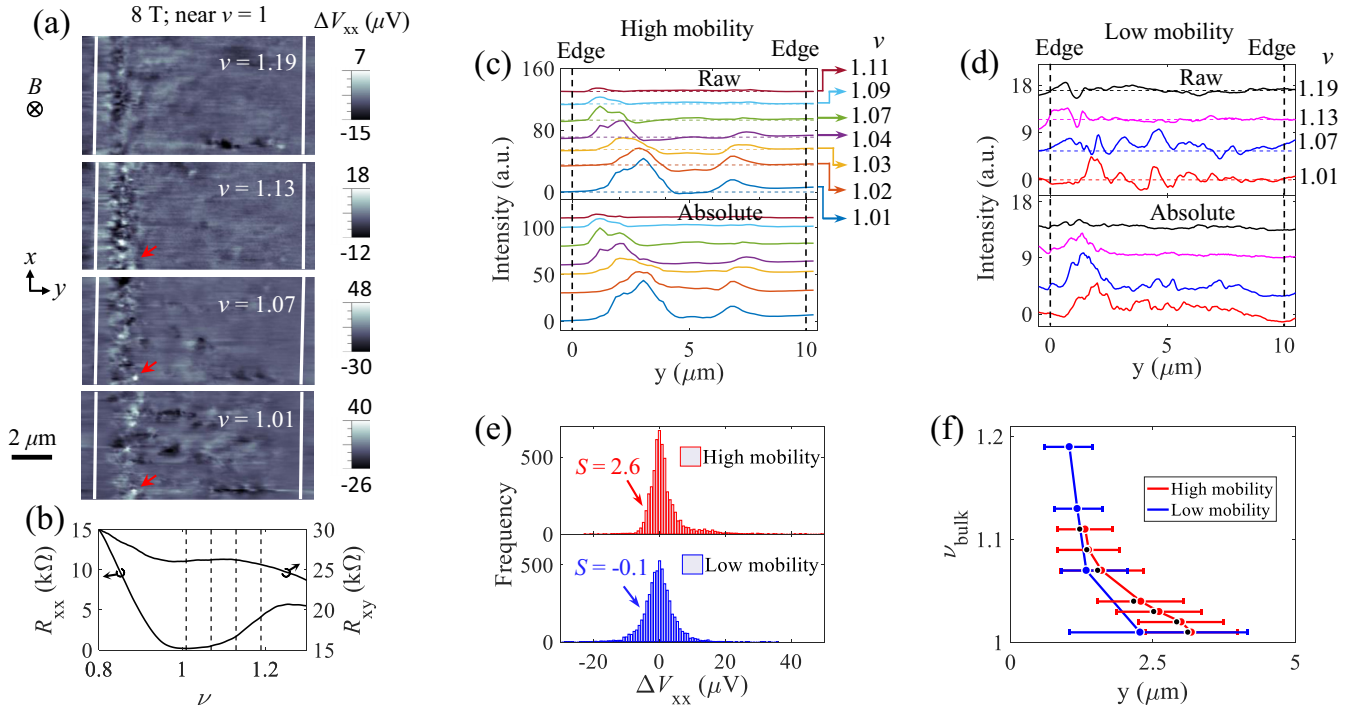 (a)
8 T; near ν = 1
ΔVxx (μV)
B
ν = 1.19
7
-15
ν = 1.13
18
-12
x
y
ν = 1.07
48
-30
ν = 1.01
40
-26
2 μm
(b)
15
10
5
0
Rxx (kΩ)
30
25
20
15
Rxy (kΩ)
0.8 1 1.2
ν
(c)
High mobility
Edge Edge ν
Raw
Absolute
160
80
0
100
50
0
Intensity (a.u.)
1.11
1.09
1.07
1.04
1.03
1.02
1.01
0 5 10
y (μm)
(d)
Low mobility
Edge Edge ν
Raw
Absolute
18
9
0
18
9
0
Intensity (a.u.)
1.19
1.13
1.07
1.01
0 5 10
y (μm)
(e)
500
0
S = 2.6
High mobility
500
0
S = -0.1
Low mobility
Frequency
-20 0 20 40
ΔVxx (μV)
(f)
1.2
1.1
1
νbulk
High mobility
Low mobility
0 2.5 5
y (μm)